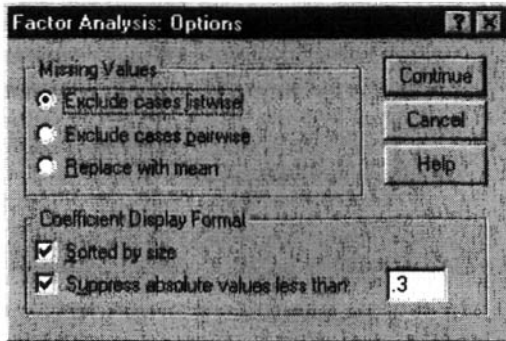 Factor Analysis: Options
Missing Values
Exclude cases listwise
Exclude cases pairwise
Replace with mean
Continue
Cancel
Help
Coefficient Display Format
Sorted by size
Suppress absolute values less than:
.3